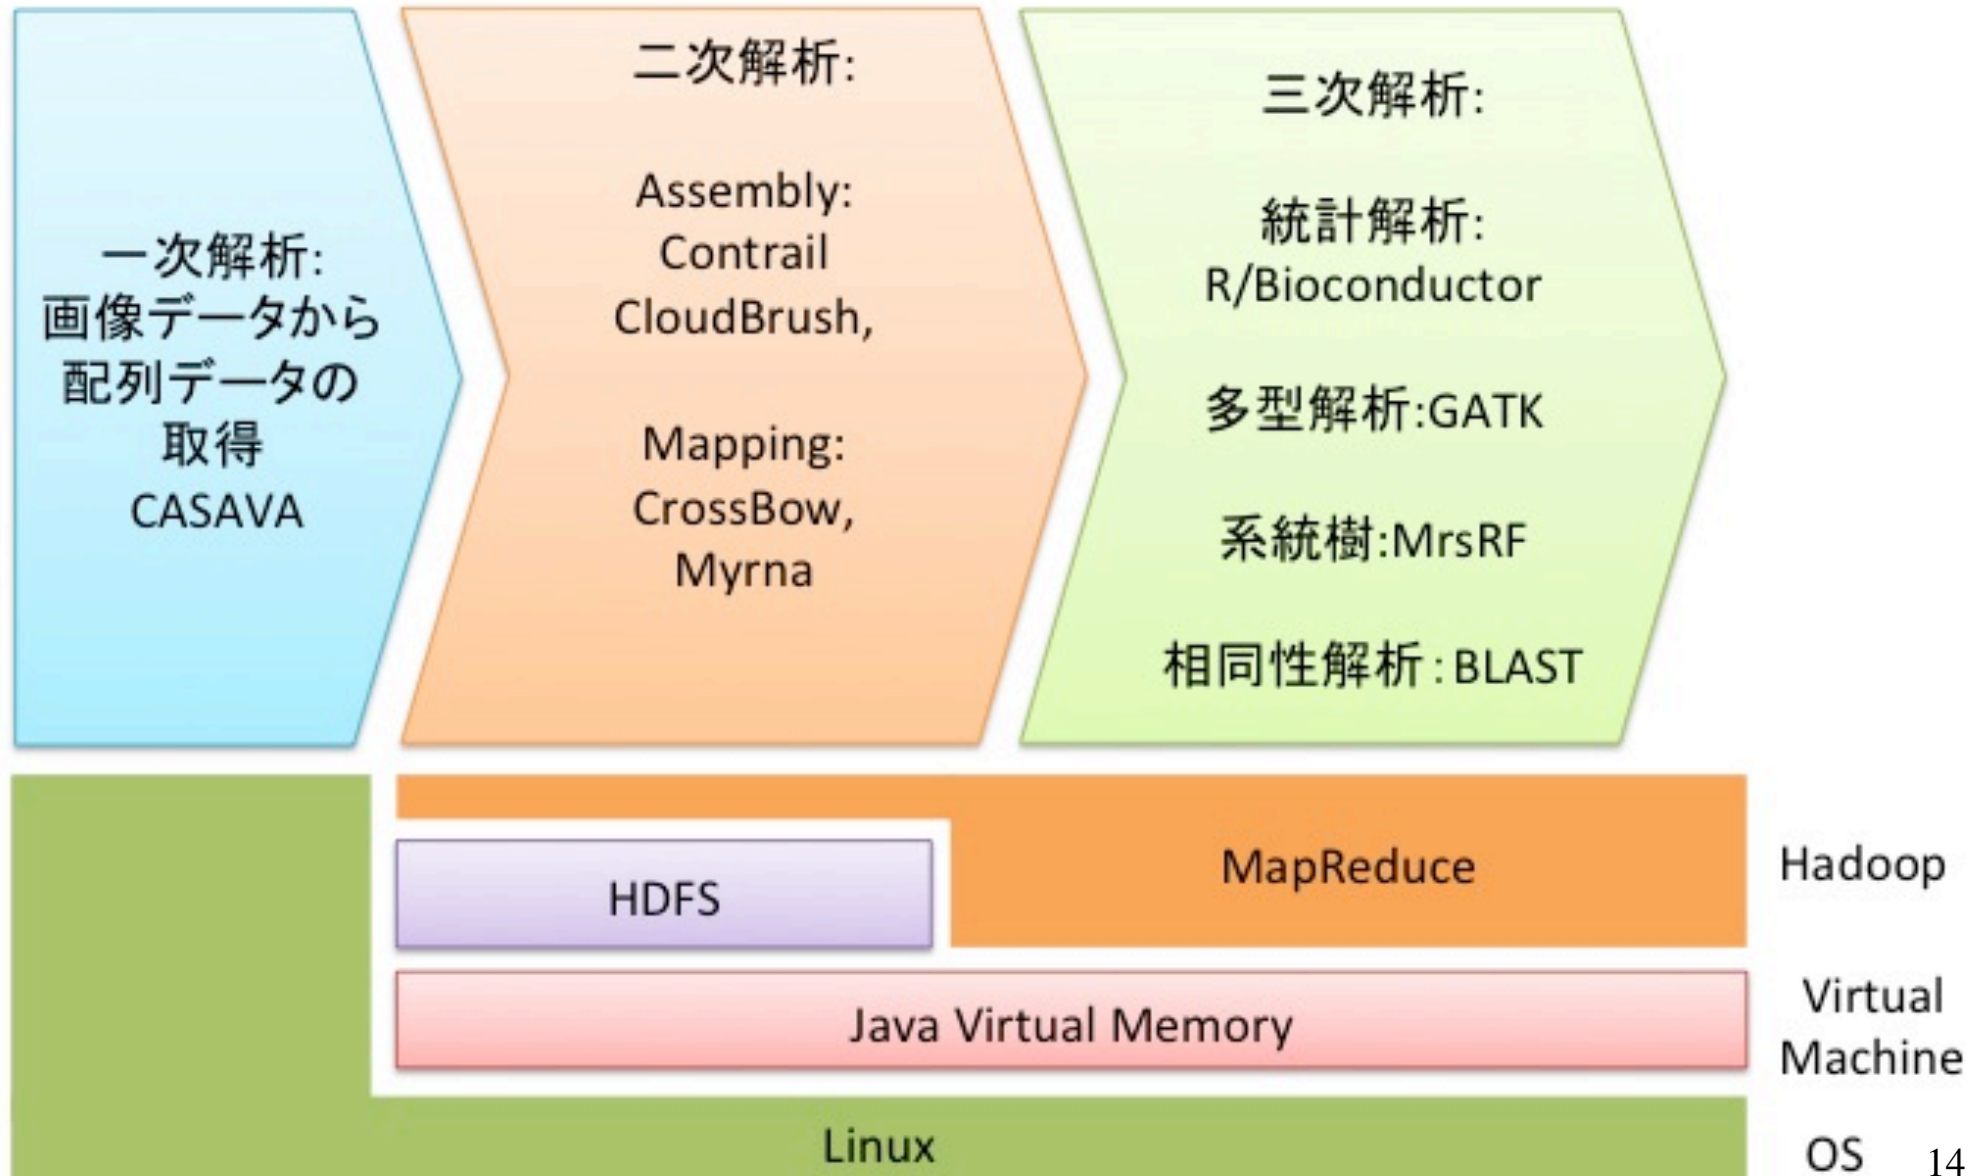 一次解析:
画像データから
配列データの
取得
CASAVA
二次解析:
Assembly:
Contrail
CloudBrush,
Mapping:
CrossBow,
Myrna
三次解析:
統計解析:
R/Bioconductor
多型解析:GATK
系統樹:MrsRF
相同性解析：BLAST
MapReduce
Hadoop
HDFS
Java Virtual Memory
Virtual
Machine
Linux
OS
14